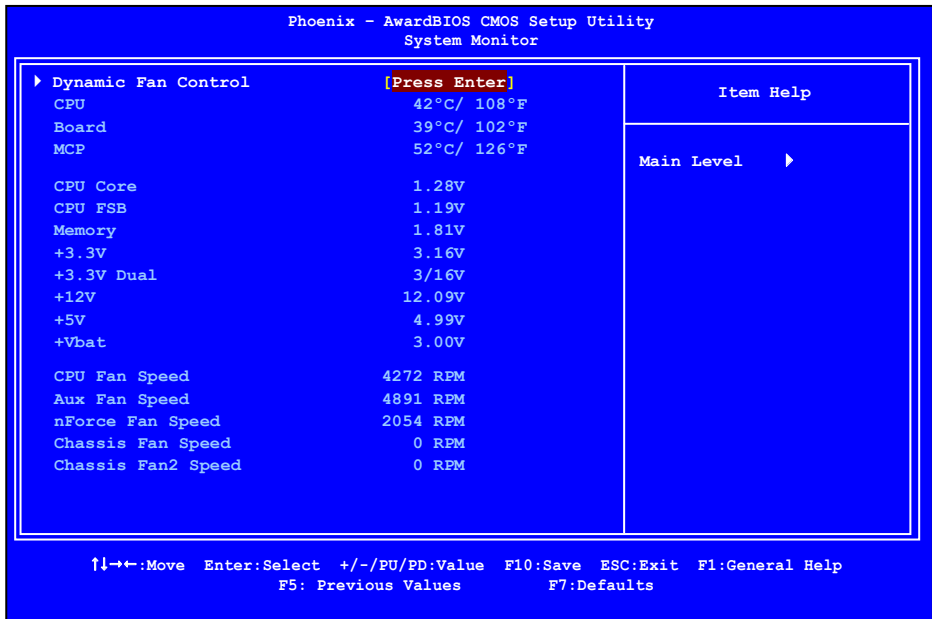 Phoenix – AwardBIOS CMOS Setup Utility
System Monitor
Dynamic Fan Control [Press Enter]
CPU 42°C/ 108°F
Board 39°C/ 102°F
MCP 52°C/ 126°F
CPU Core 1.28V
CPU FSB 1.19V
Memory 1.81V
+3.3V 3.16V
+3.3V Dual 3/16V
+12V 12.09V
+5V 4.99V
+Vbat 3.00V
CPU Fan Speed 4272 RPM
Aux Fan Speed 4891 RPM
nForce Fan Speed 2054 RPM
Chassis Fan Speed 0 RPM
Chassis Fan2 Speed 0 RPM
Item Help
Main Level
↑↓→←:Move Enter:Select +/-/PU/PD:Value F10:Save ESC:Exit F1:General Help
F5: Previous Values F7:Defaults